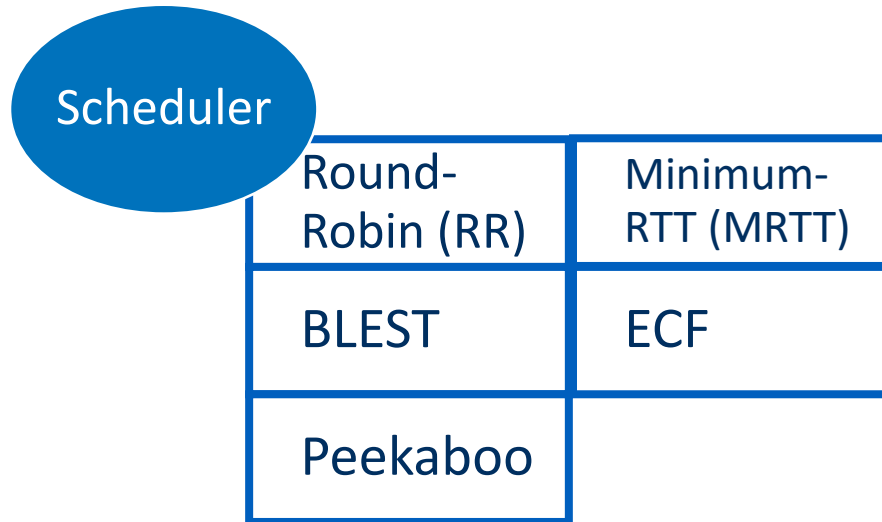 Scheduler
Round-
Robin (RR)
Minimum-
RTT (MRTT)
BLEST
ECF
Peekaboo